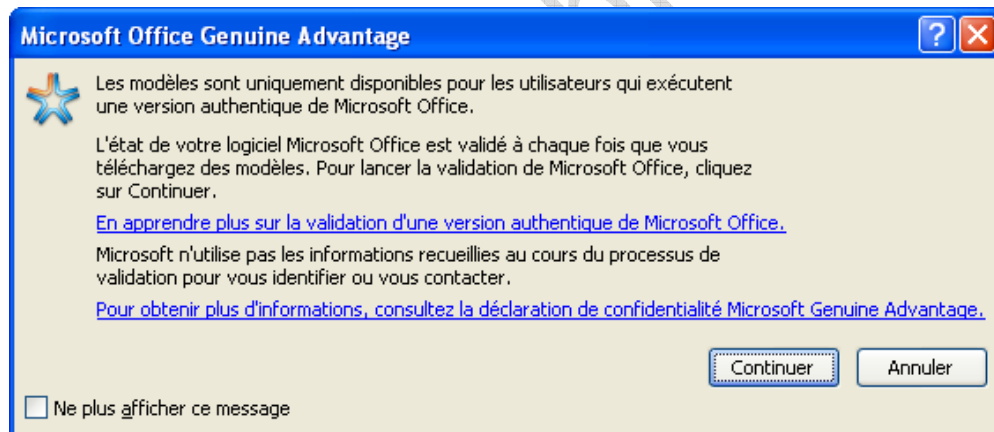 Microsoft Office Genuine Advantage
Les modèles sont uniquement disponibles pour les utilisateurs qui exécutent
une version authentique de Microsoft Office.
L'état de votre logiciel Microsoft Office est validé à chaque fois que vous
téléchargez des modèles. Pour lancer la validation de Microsoft Office, cliquez
sur Continuer.
En apprendre plus sur la validation d'une version authentique de Microsoft Office.
Microsoft n'utilise pas les informations recueillies au cours du processus de
validation pour vous identifier ou vous contacter.
Pour obtenir plus d'informations, consultez la déclaration de confidentialité Microsoft Genuine Advantage.
Continuer Annuler
Ne plus afficher ce message